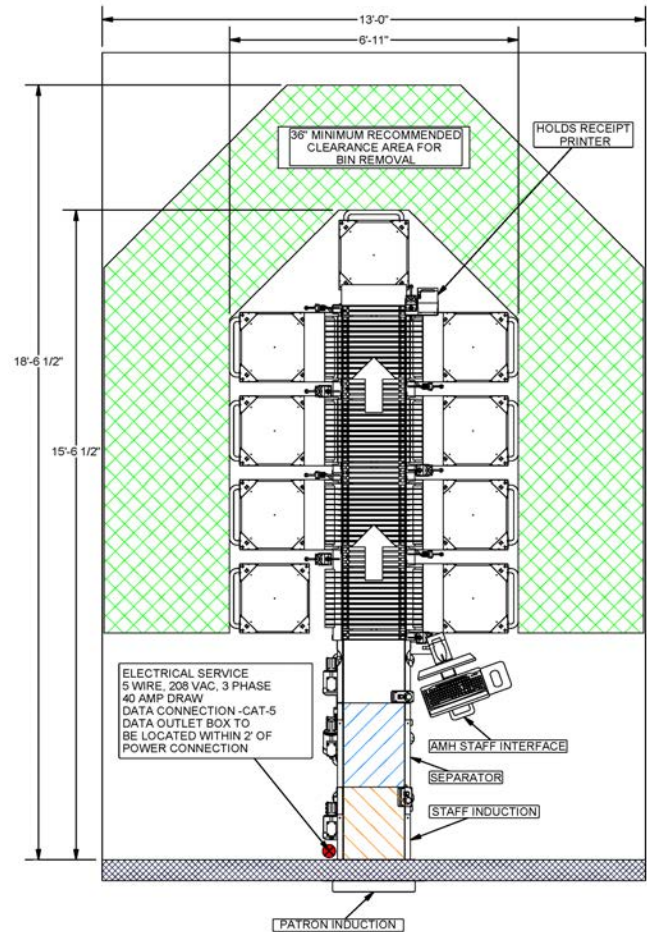 13'-0"
6'-11"
36" MINIMUM RECOMMENDED
CLEARANCE AREA FOR
BIN REMOVAL
HOLDS RECEIPT
PRINTER
18'-6 1/2"
15'-6 1/2"
ELECTRICAL SERVICE
5 WIRE, 208 VAC, 3 PHASE
40 AMP DRAW
DATA CONNECTION -CAT-5
DATA OUTLET BOX TO
BE LOCATED WITHIN 2' OF
POWER CONNECTION
AMH STAFF INTERFACE
SEPARATOR
STAFF INDUCTION
PATRON INDUCTION